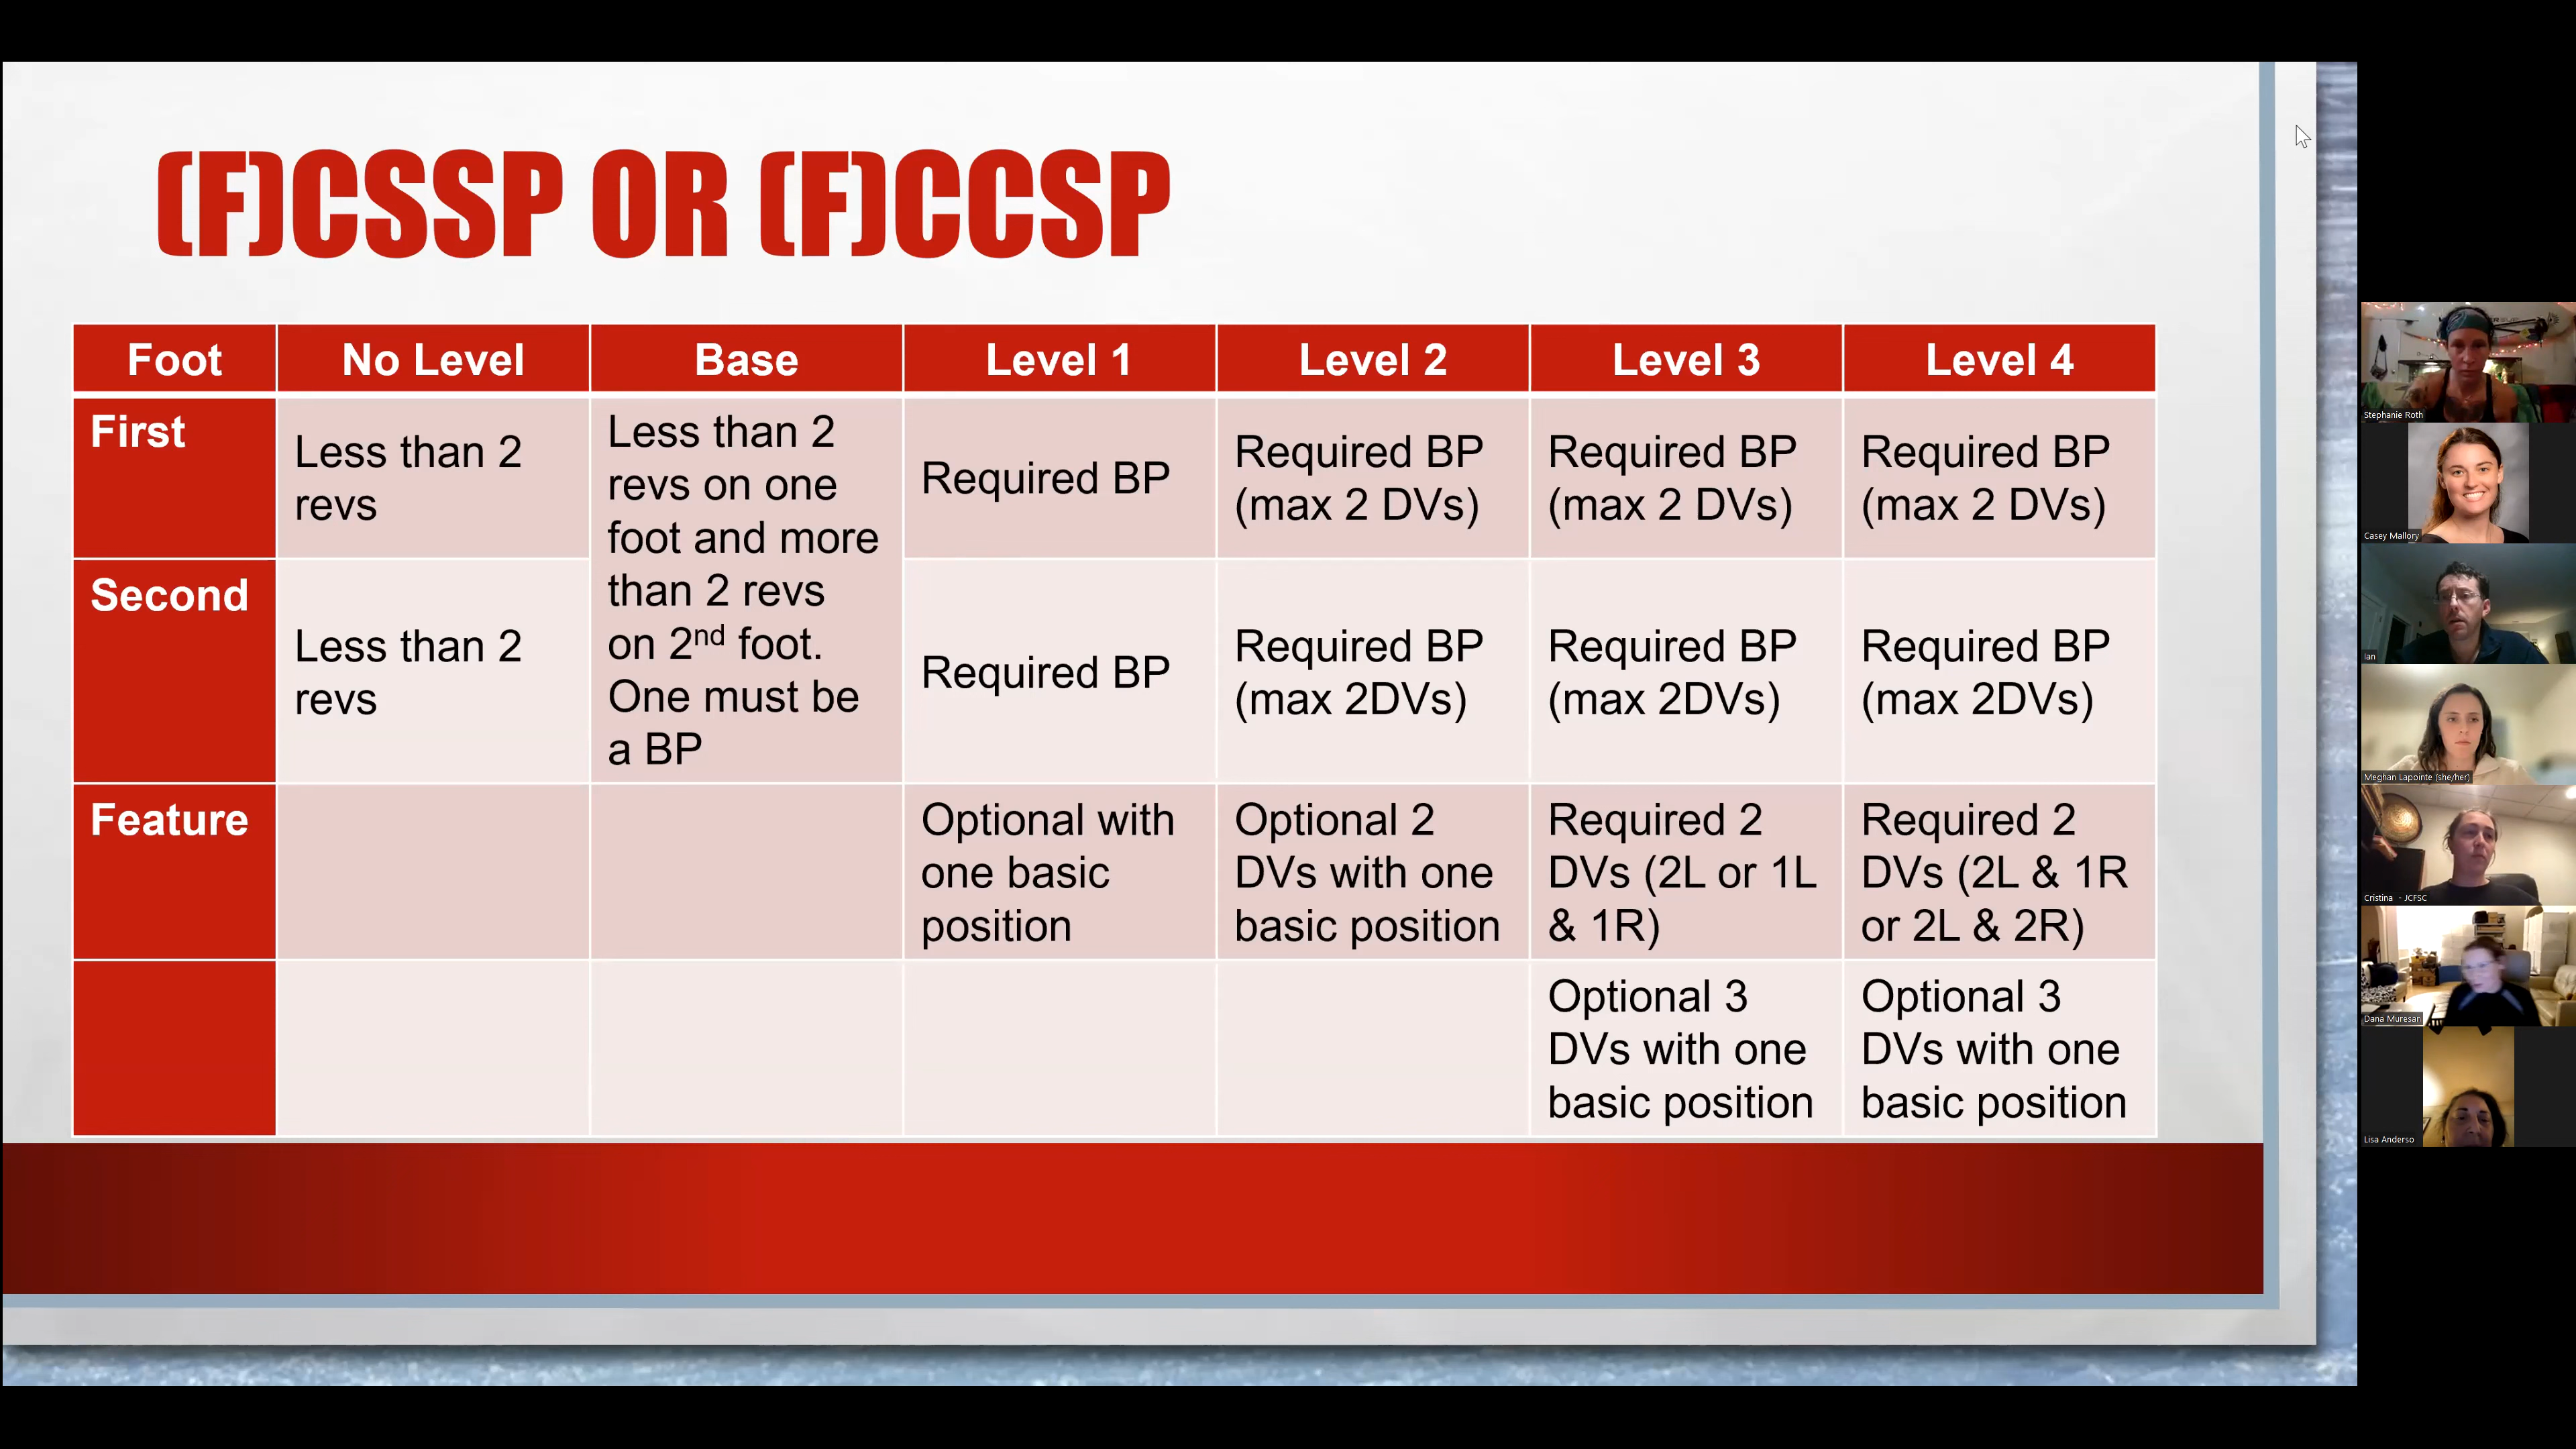 (F)CSSP OR (F)CCSP
Foot
No Level
Base
Level 1
Level 2
Level 3
Level 4
First
Less than 2
revs
Less than 2
revs on one
foot and more
than 2 revs
on 2nd foot.
One must be
a BP
Required BP
Required BP
(max 2 DVs)
Required BP
(max 2 DVs)
Required BP
(max 2 DVs)
Second
Less than 2
revs
Required BP
Required BP
(max 2DVs)
Required BP
(max 2DVs)
Required BP
(max 2DVs)
Feature
Optional with
one basic
position
Optional 2
DVs with one
basic position
Required 2
DVs (2L or 1L
& 1R)
Required 2
DVs (2L & 1R
or 2L & 2R)
Optional 3
DVs with one
basic position
Optional 3
DVs with one
basic position
Stephanie Roth
Casey Mallory
Ian
Meghan Lapointe (she/her)
Cristina - JCFSC
Dana Muresan
Lisa Anderso